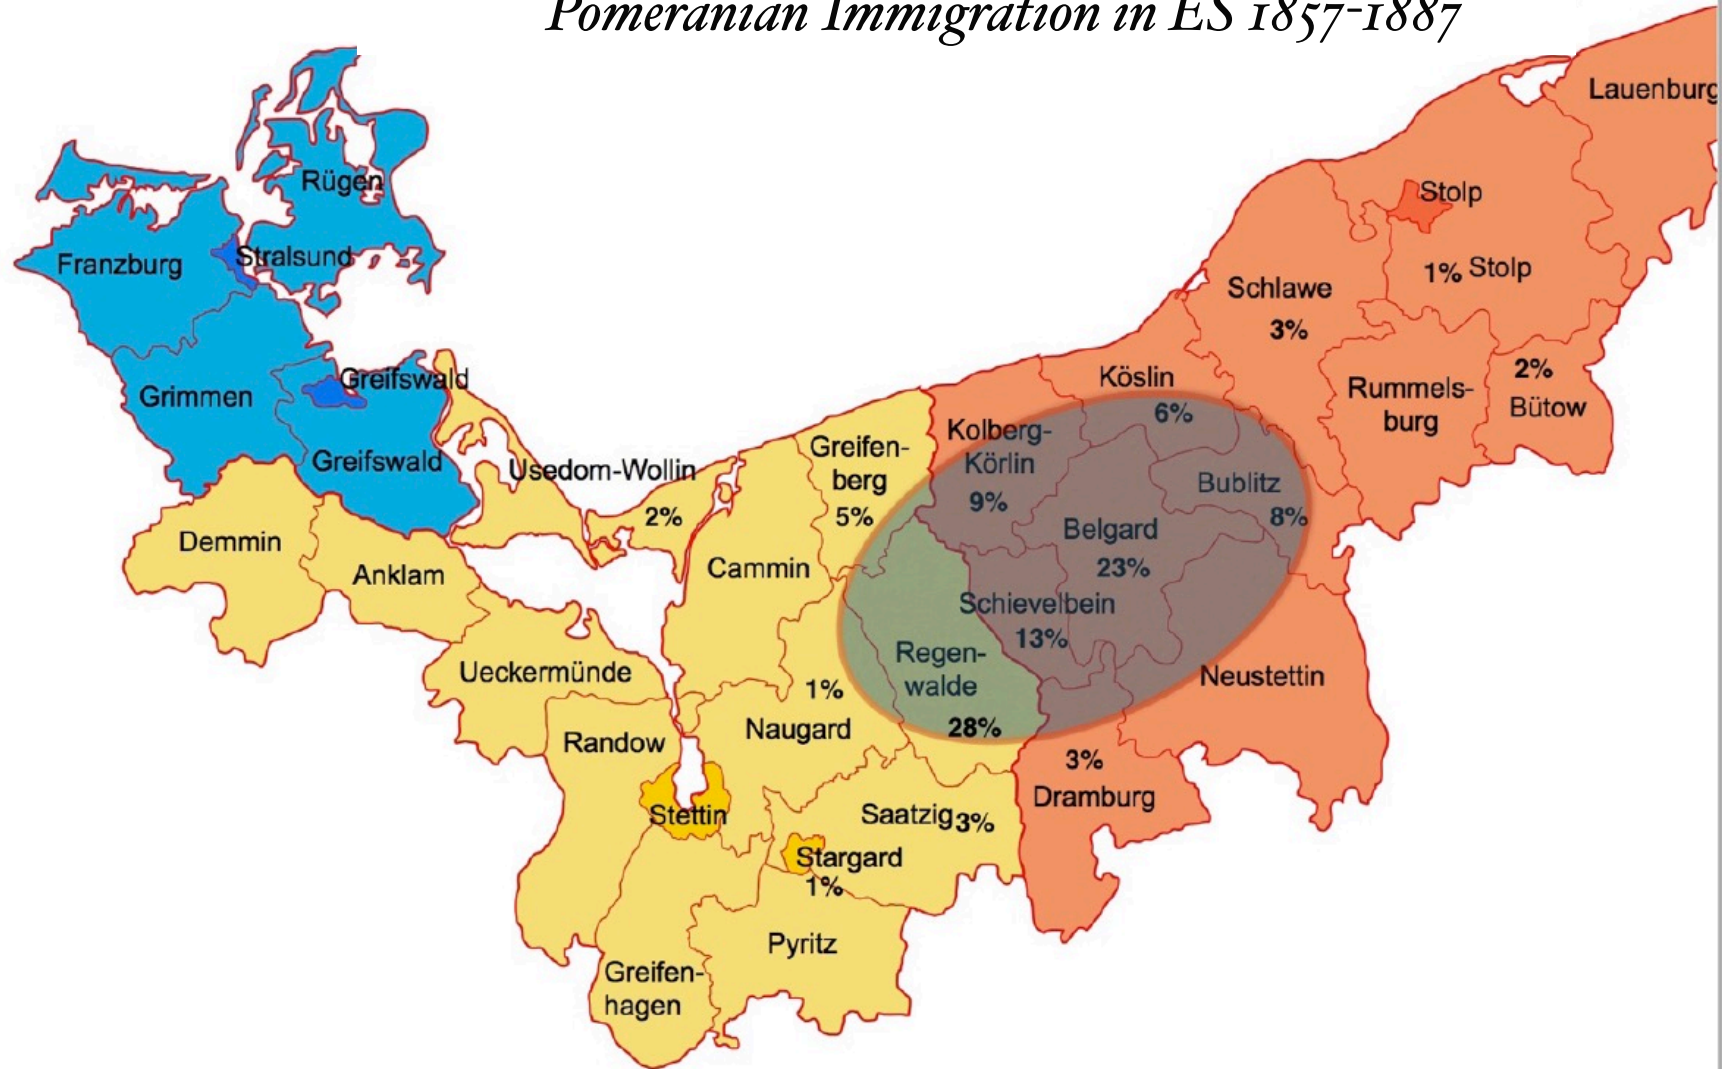 Pomeranian Immigration in ES 1857-1887
Lauenburg
Rügen
Stolp
Franzburg
Stralsund
1% Stolp
Schlawe
3%
Greifswald
Grimmen
Köslin
6%
2%
Bütow
Rummels-
burg
Kolberg-
Körlin
9%
Greifen-
berg
5%
Greifswald
Usedom-Wollin
2%
Bublitz
8%
Demmin
Anklam
Cammin
Belgard
23%
Schievelbein
13%
Regen-
walde
28%
Ueckermünde
1%
Naugard
Neustettin
Randow
3%
Dramburg
Stettin
Saatzig 3%
Stargard
1%
Pyritz
Greifen-
hagen